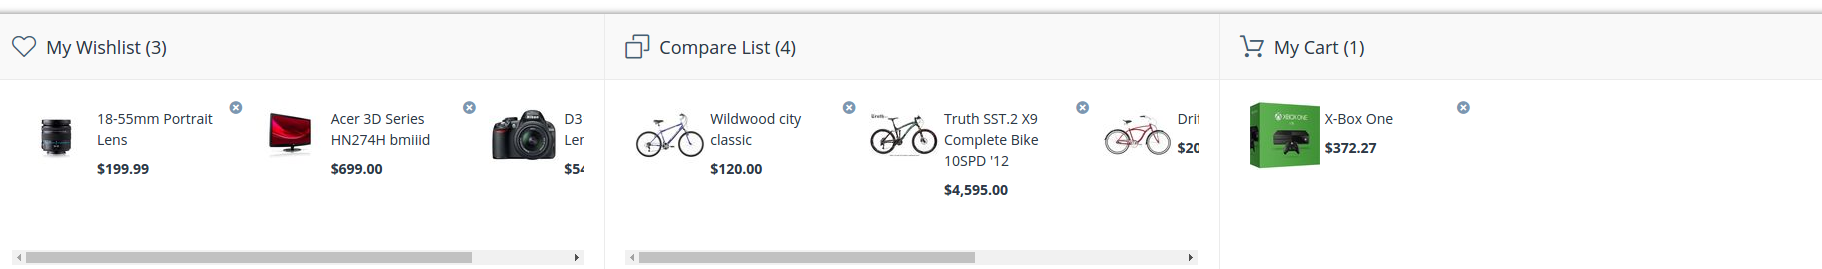 My Wishlist (3)
Compare List (4)
My Cart (1)
18-55mm Portrait
Lens
$199.99
Acer 3D Series
HN274H bmiiid
$699.00
D3
Ler
$54
Wildwood city
classic
$120.00
Truth SST.2 X9
Complete Bike
10SPD '12
$4,595.00
Drif
$20
X-Box One
$372.27